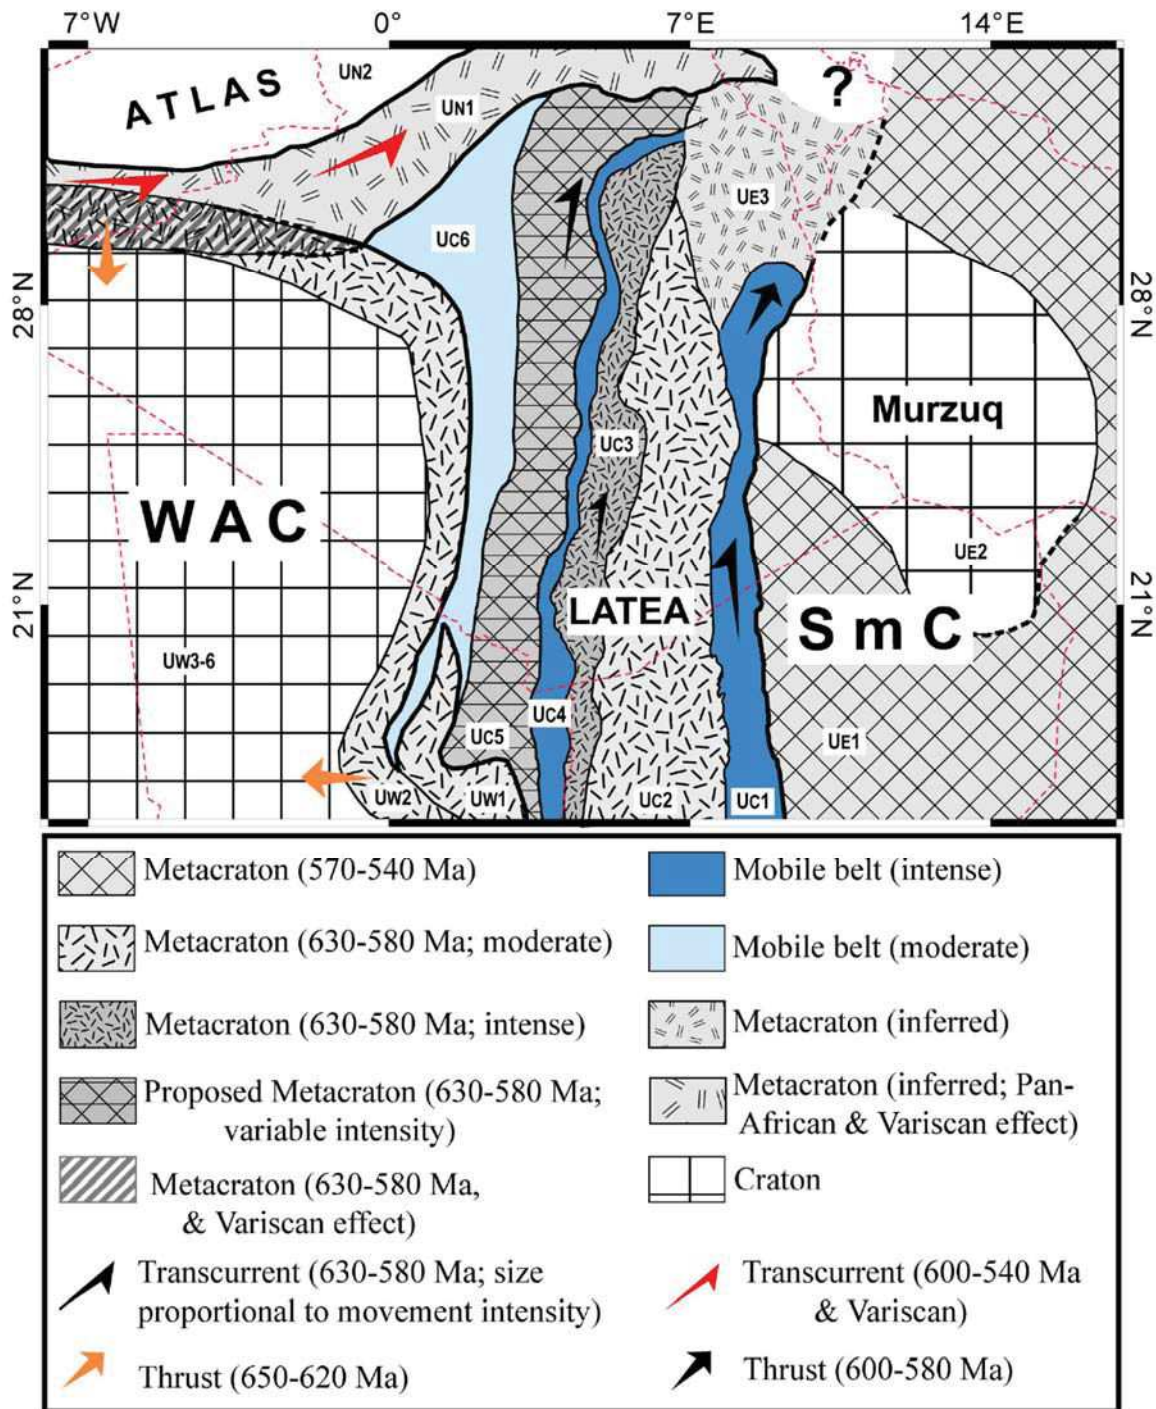 7°W 0° 7°E 14°E
ATLAS
UN2
UN1
?
UE3
UC6
28°N
28°N
Murzuq
UC3
WAC
UE2
21°N
21°N
LATEA
SmC
UW3-6
UC4
UC5
UE1
UW2
UW1
UC2
UC1
Metacraton (570-540 Ma)
Metacraton (630-580 Ma; moderate)
Metacraton (630-580 Ma; intense)
Proposed Metacraton (630-580 Ma;
variable intensity)
Metacraton (630-580 Ma,
& Variscan effect)
Transcurrent (630-580 Ma; size
proportional to movement intensity)
Thrust (650-620 Ma)
Mobile belt (intense)
Mobile belt (moderate)
Metacraton (inferred)
Metacraton (inferred; Pan-
African & Variscan effect)
Craton
Transcurrent (600-540 Ma
& Variscan)
Thrust (600-580 Ma)